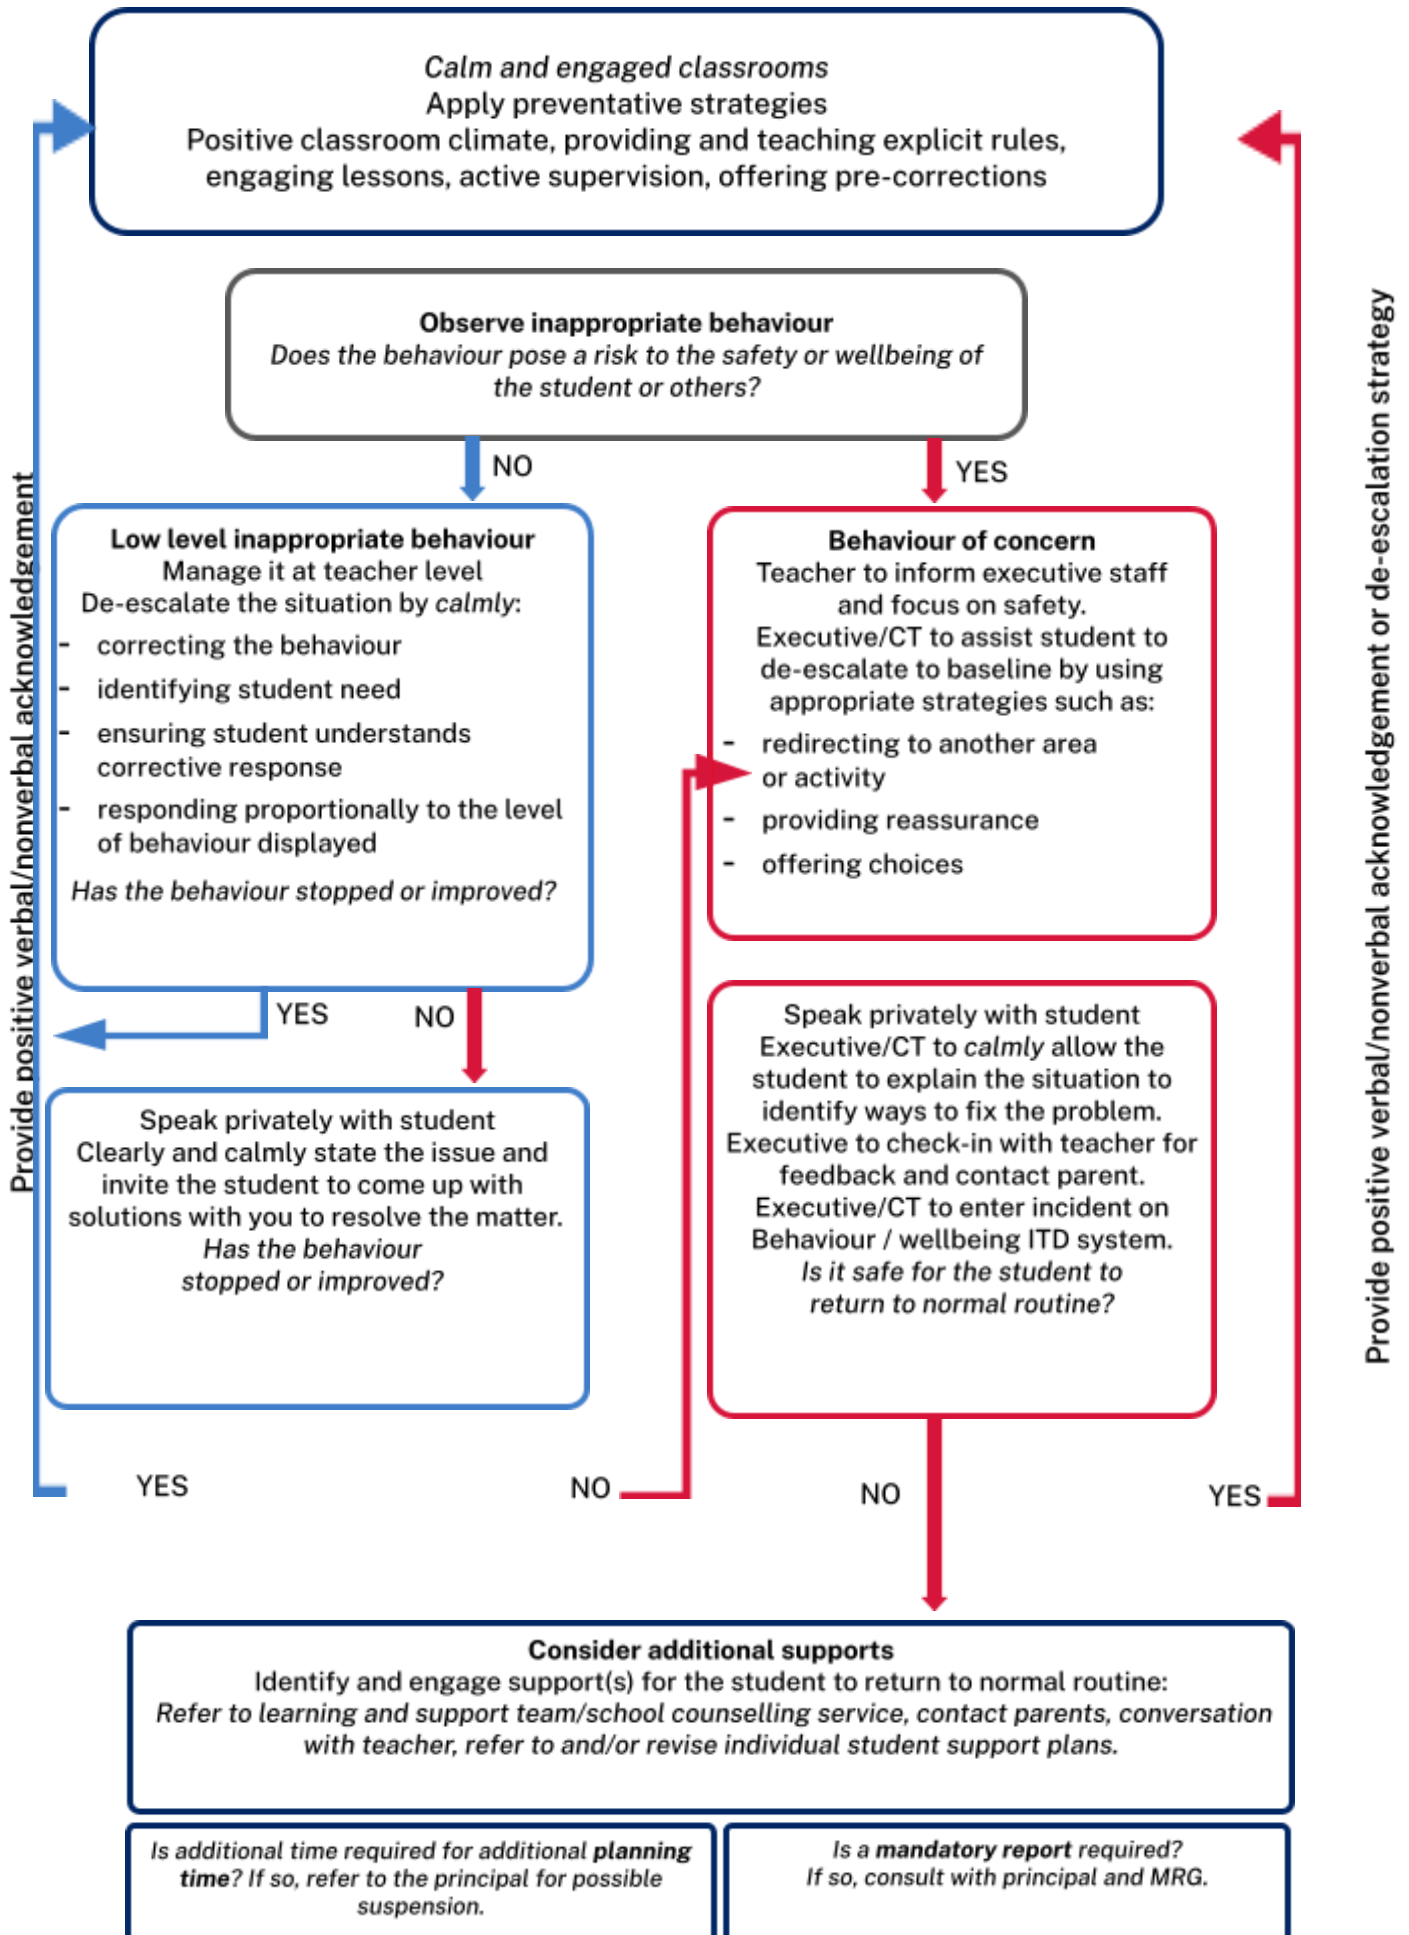 Calm and engaged classrooms
Apply preventative strategies
Positive classroom climate, providing and teaching explicit rules,
engaging lessons, active supervision, offering pre-corrections
Observe inappropriate behaviour
Does the behaviour pose a risk to the safety or wellbeing of
the student or others?
NO
YES
Low level inappropriate behaviour
Manage it at teacher level
De-escalate the situation by calmly:
- correcting the behaviour
- identifying student need
- ensuring student understands
corrective response
- responding proportionally to the level
of behaviour displayed
Has the behaviour stopped or improved?
YES
NO
Speak privately with student
Clearly and calmly state the issue and
invite the student to come up with
solutions with you to resolve the matter.
Has the behaviour
stopped or improved?
YES
NO
Provide positive verbal/nonverbal acknowledgement
Behaviour of concern
Teacher to inform executive staff
and focus on safety.
Executive/CT to assist student to
de-escalate to baseline by using
appropriate strategies such as:
- redirecting to another area
or activity
- providing reassurance
- offering choices
Speak privately with student
Executive/CT to calmly allow the
student to explain the situation to
identify ways to fix the problem.
Executive to check-in with teacher for
feedback and contact parent.
Executive/CT to enter incident on
Behaviour / wellbeing ITD system.
Is it safe for the student to
return to normal routine?
NO
YES
Provide positive verbal/nonverbal acknowledgement or de-escalation strategy
Consider additional supports
Identify and engage support(s) for the student to return to normal routine:
Refer to learning and support team/school counselling service, contact parents, conversation
with teacher, refer to and/or revise individual student support plans.
Is additional time required for additional planning
time? If so, refer to the principal for possible
suspension.
Is a mandatory report required?
If so, consult with principal and MRG.